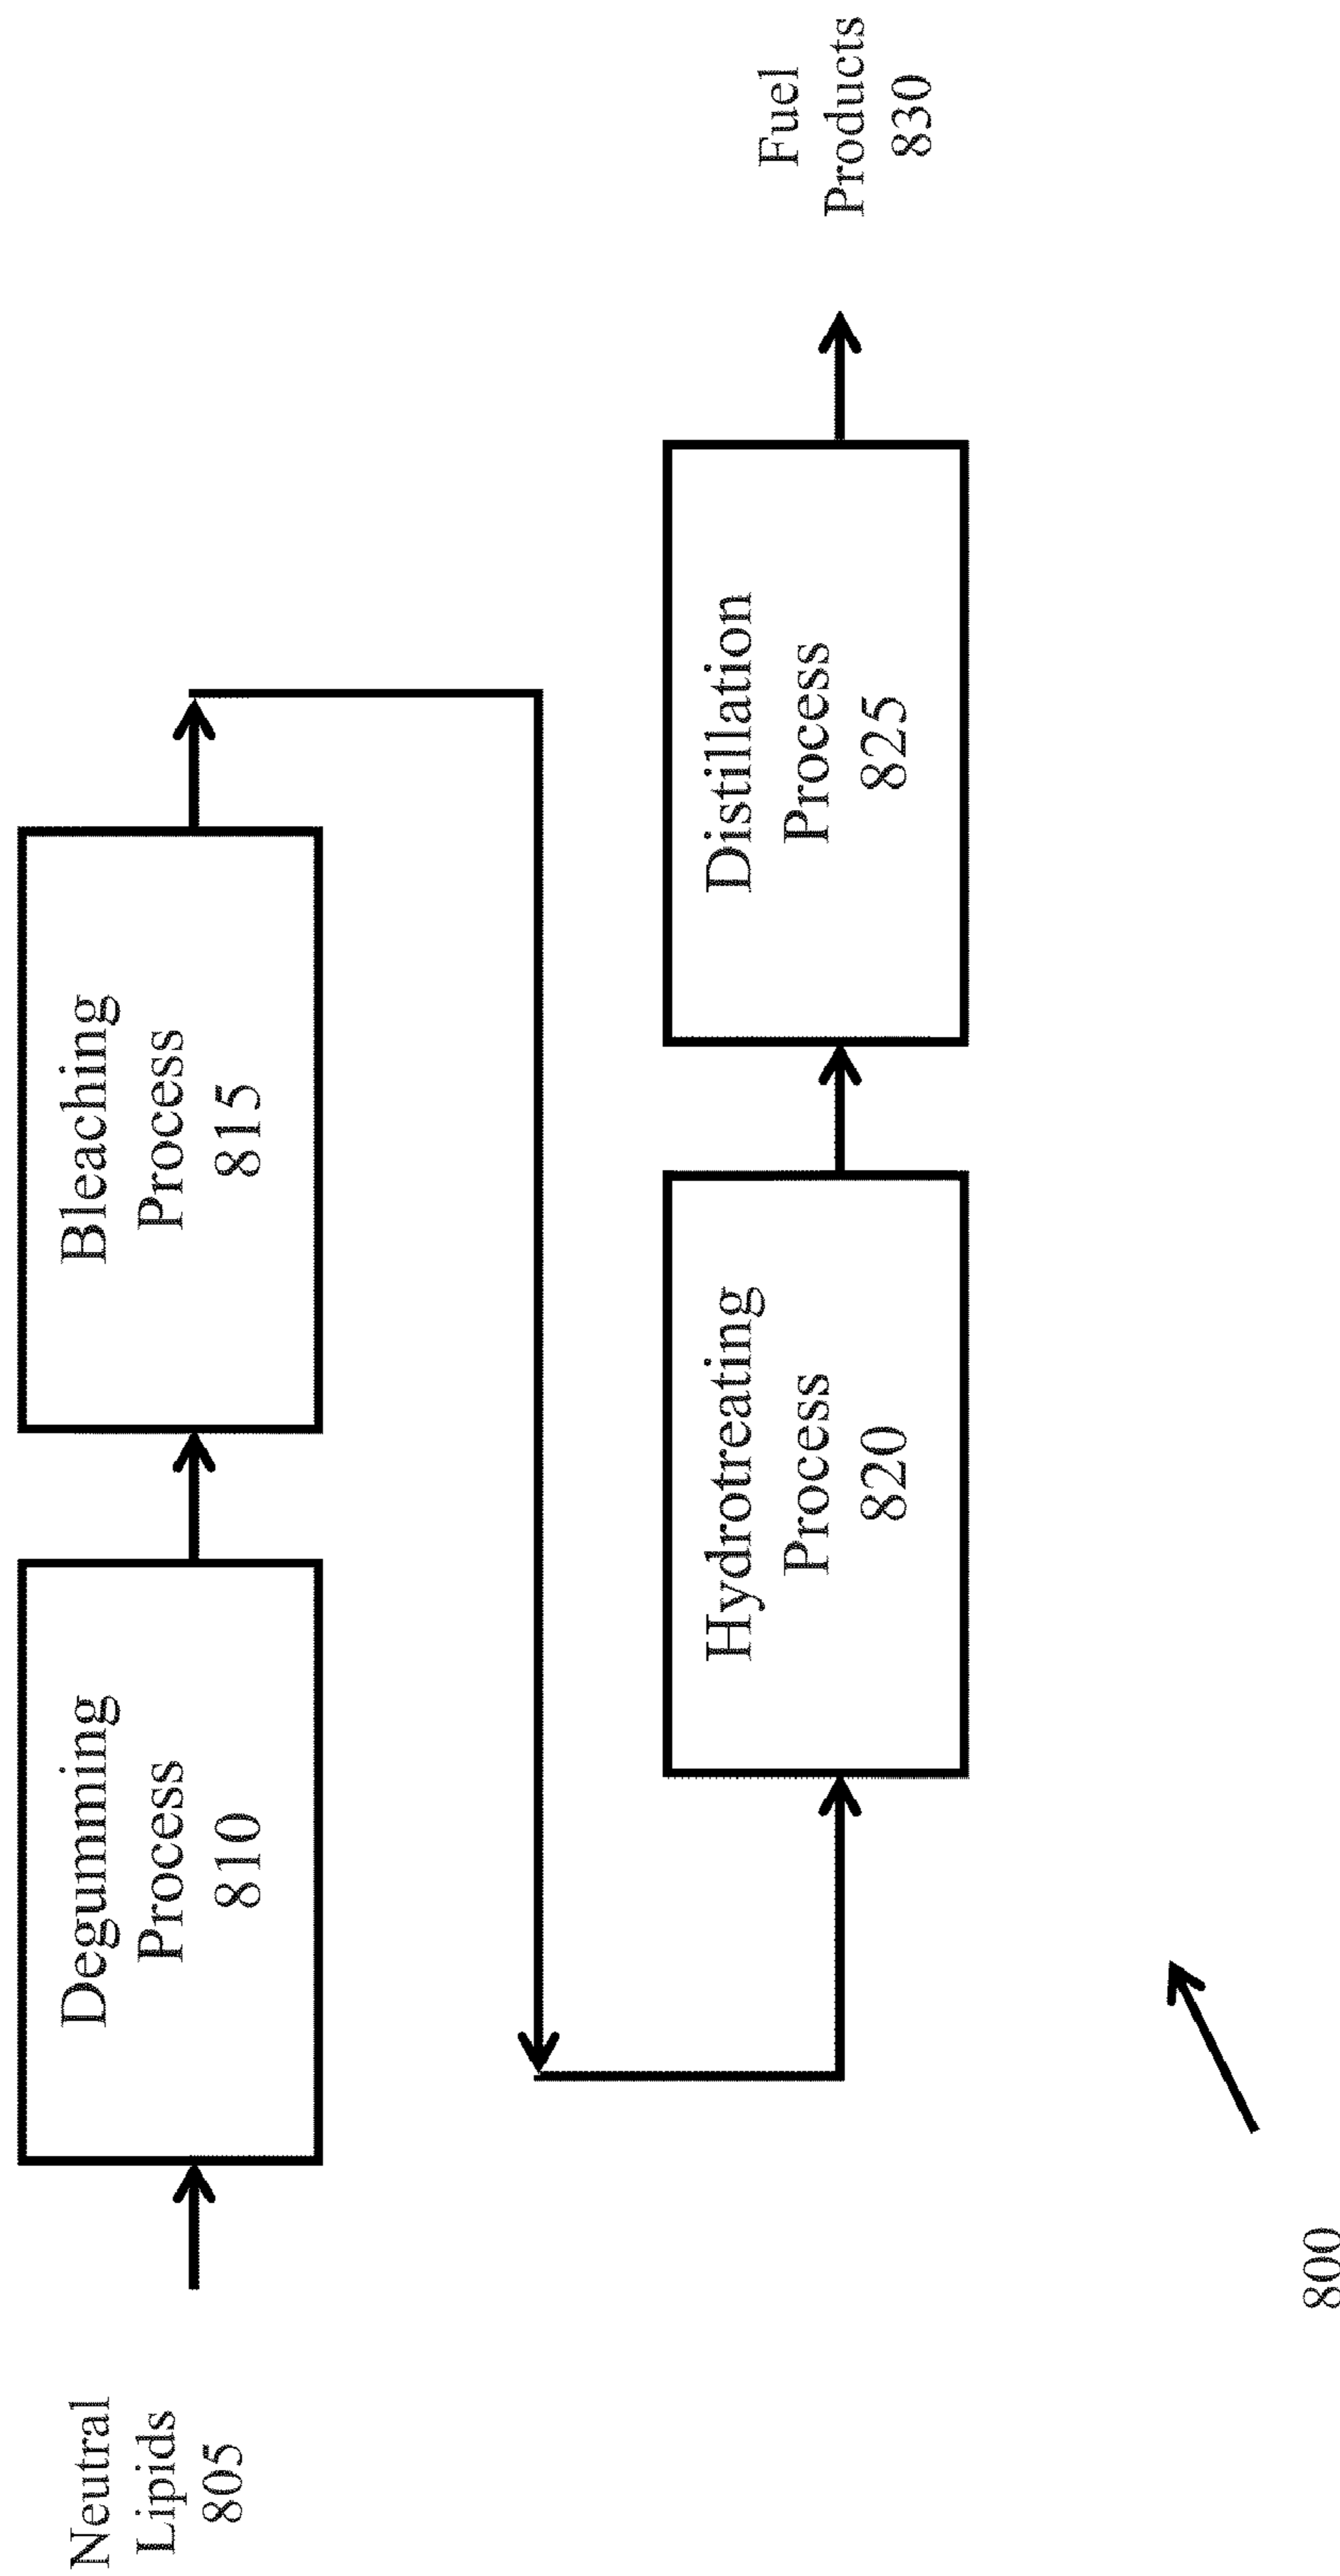 Neutral
Lipids
805
Degumming
Process
810
Bleaching
Process
815
Hydrotreating
Process
820
Distillation
Process
825
Fuel
Products
830
800